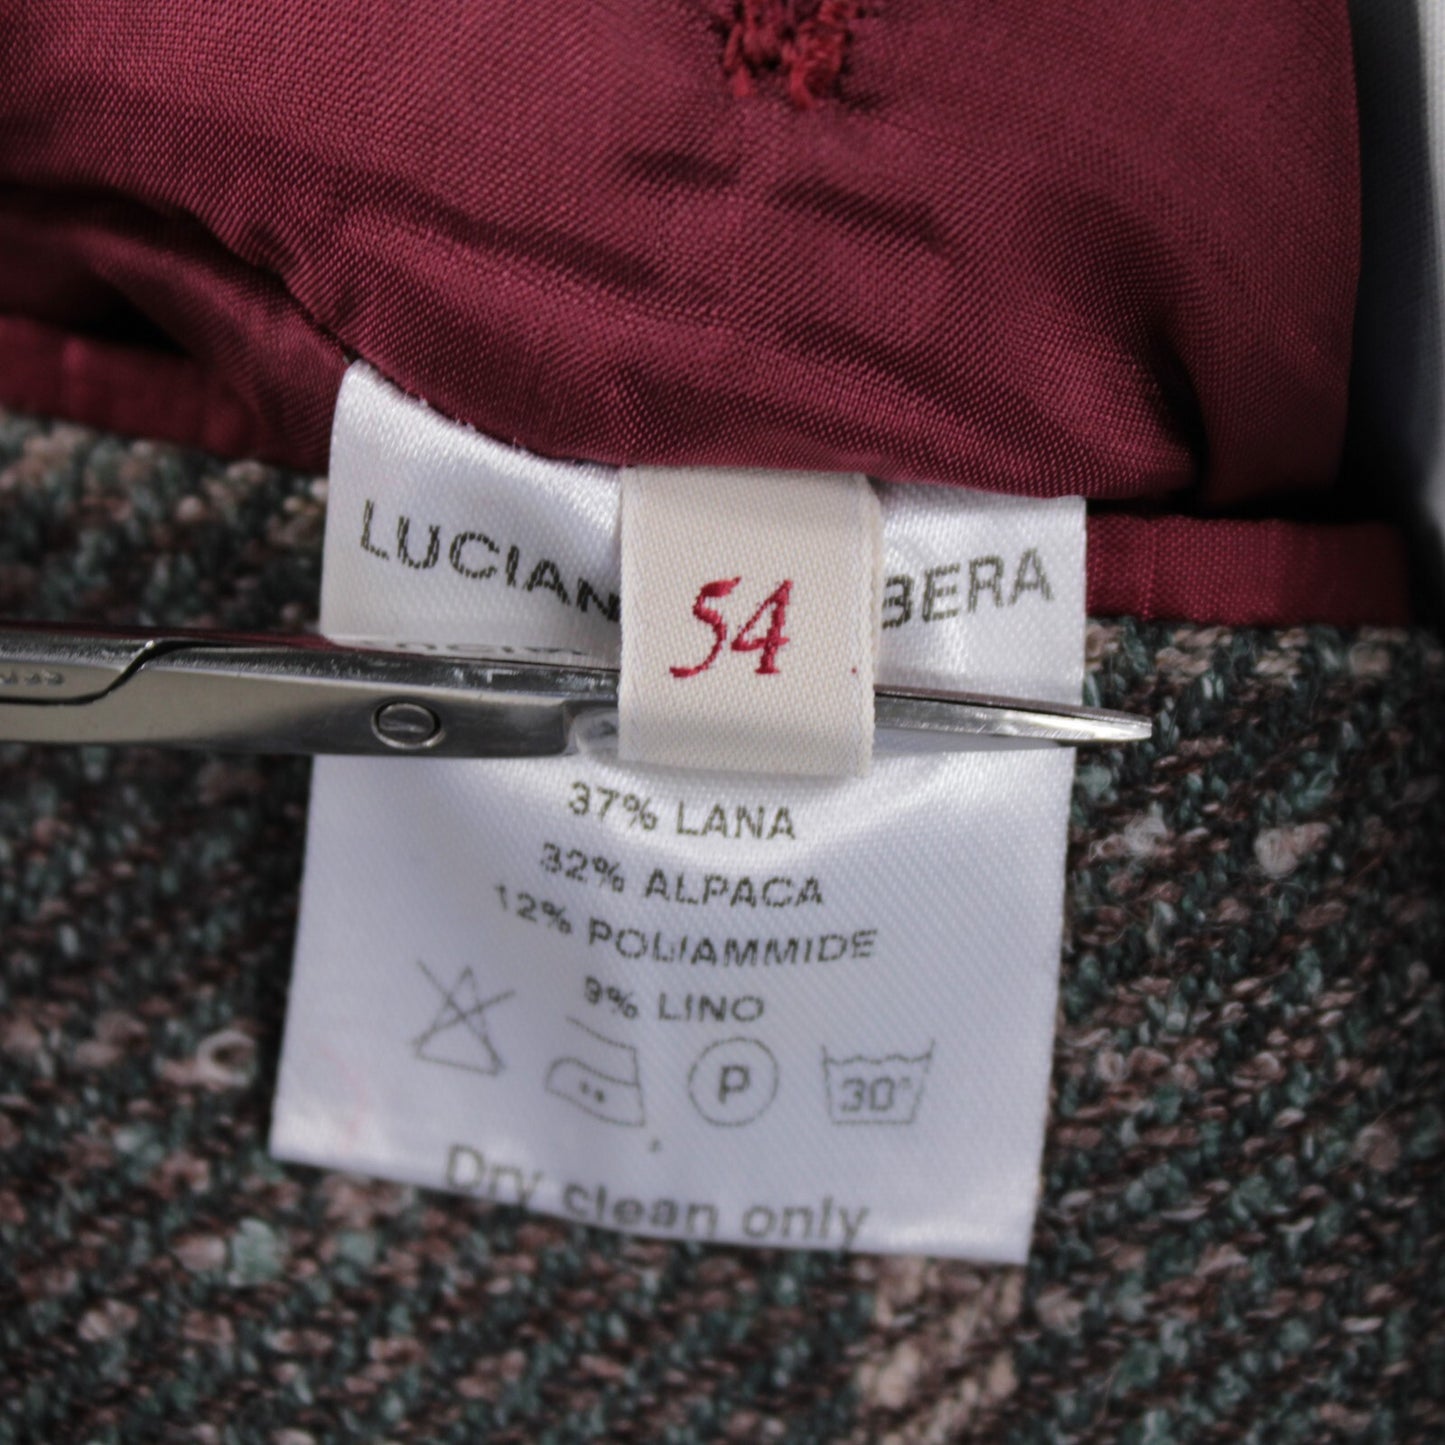 LUCIAN BERA
54
37% LANA
32% ALPACA
12% POLIAMMIDE
9% LINO
P 30°
Dry clean only